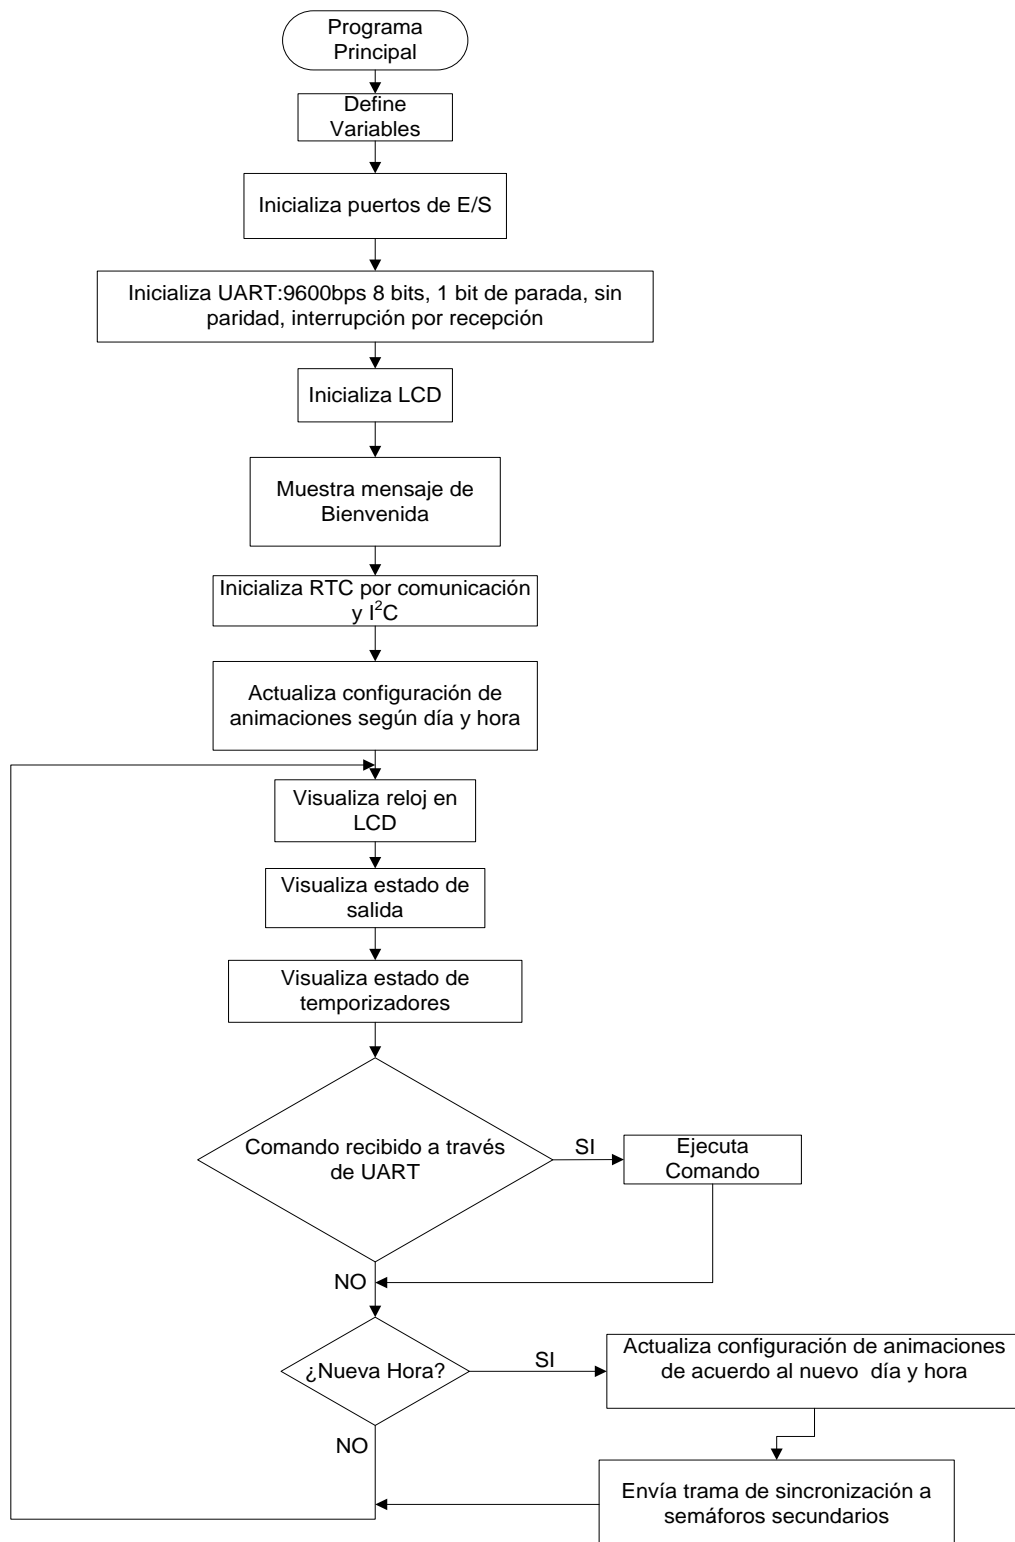 Programa
Principal
Define
Variables
Inicializa puertos de E/S
Inicializa UART:9600bps 8 bits, 1 bit de parada, sin
paridad, interrupción por recepción
Inicializa LCD
Muestra mensaje de
Bienvenida
Inicializa RTC por comunicación
y I²C
Actualiza configuración de
animaciones según día y hora
Visualiza reloj en
LCD
Visualiza estado de
salida
Visualiza estado de
temporizadores
Comando recibido a través
de UART
SI
Ejecuta
Comando
NO
¿Nueva Hora?
SI
Actualiza configuración de animaciones
de acuerdo al nuevo día y hora
NO
Envía trama de sincronización a
semáforos secundarios